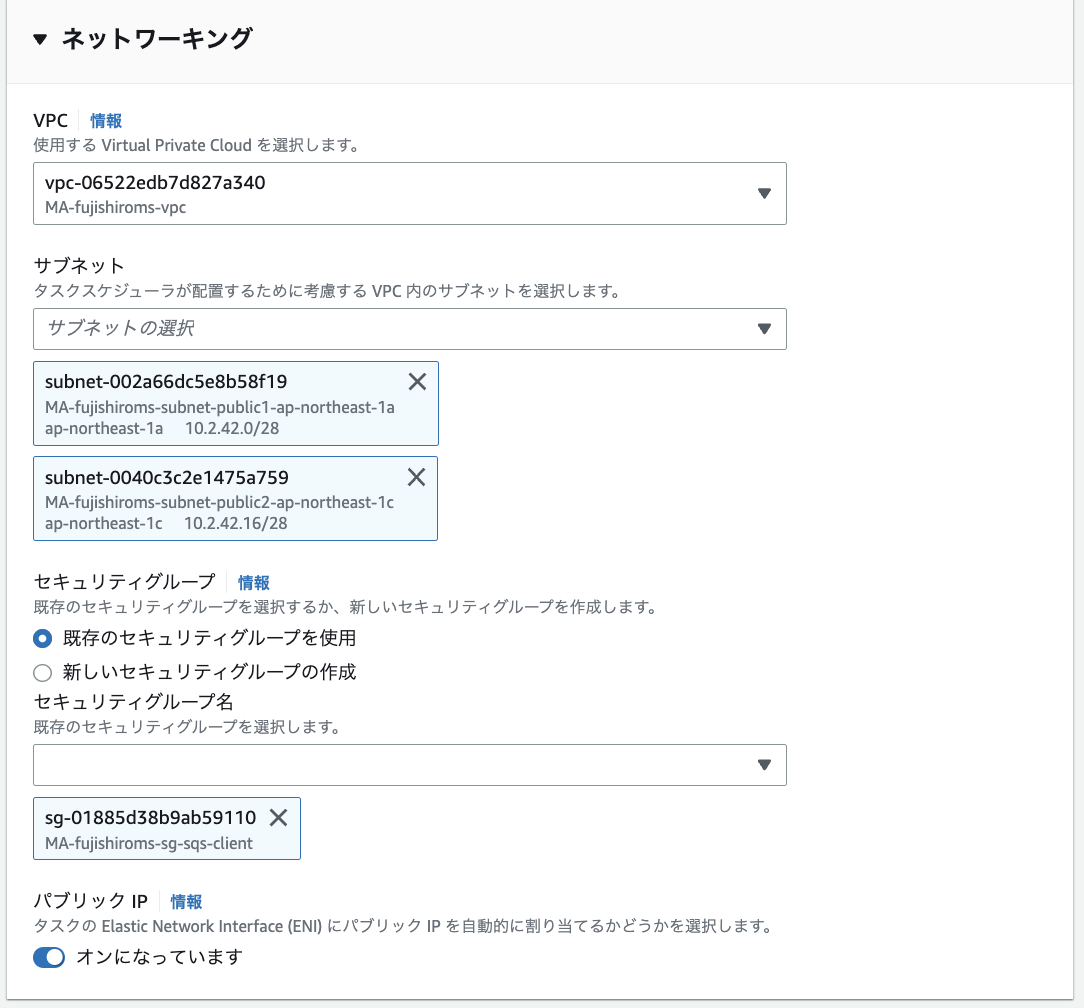 ▼ ネットワーキング
VPC 情報
使用する Virtual Private Cloud を選択します。
vpc-06522edb7d827a340
MA-fujishiroms-vpc
サブネット
タスクスケジューラが配置するために考慮する VPC 内のサブネットを選択します。
サブネットの選択
subnet-002a66dc5e8b58f19
MA-fujishiroms-subnet-public1-ap-northeast-1a
ap-northeast-1a 10.2.42.0/28
subnet-0040c3c2e1475a759
MA-fujishiroms-subnet-public2-ap-northeast-1c
ap-northeast-1c 10.2.42.16/28
セキュリティグループ 情報
既存のセキュリティグループを選択するか、新しいセキュリティグループを作成します。
既存のセキュリティグループを使用
新しいセキュリティグループの作成
セキュリティグループ名
既存のセキュリティグループを選択します。
sg-01885d38b9ab59110
MA-fujishiroms-sg-sqs-client
パブリック IP 情報
タスクの Elastic Network Interface (ENI) にパブリック IP を自動的に割り当てるかどうかを選択します。
オンになっています